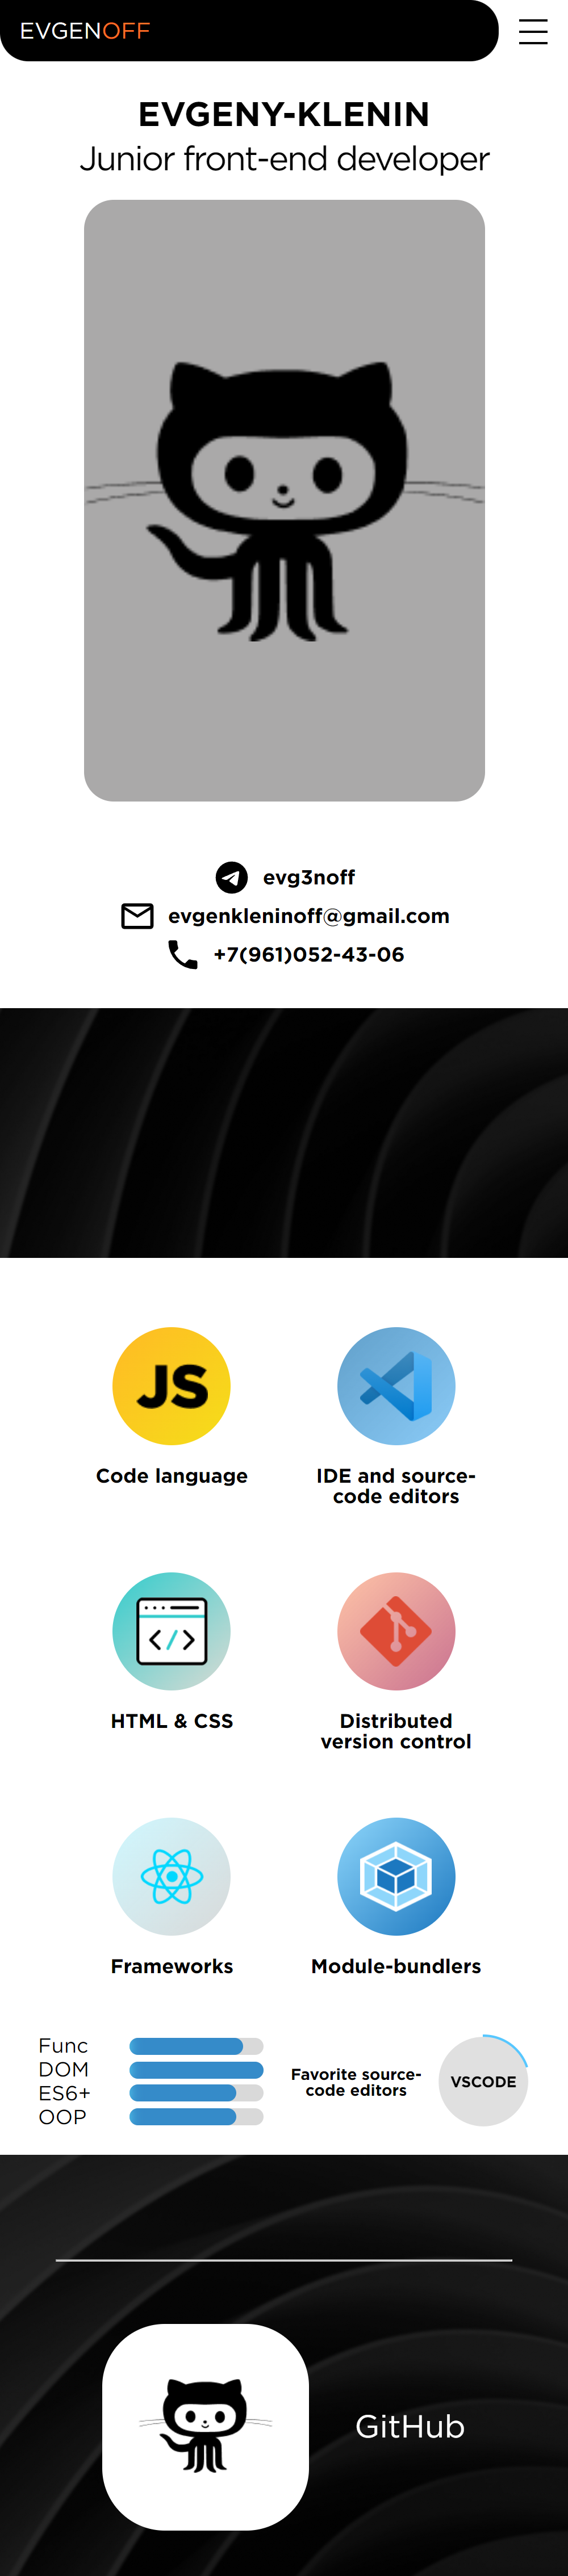 EVGENOFF
EVGENY-KLENIN
Junior front-end developer
evg3noff
evgenkleninoff@gmail.com
+7(961)052-43-06
JS
Code language
IDE and source-
code editors
HTML & CSS
Distributed
version control
Frameworks
Module-bundlers
Func
DOM
ES6+
OOP
Favorite source-
code editors
VSCODE
GitHub